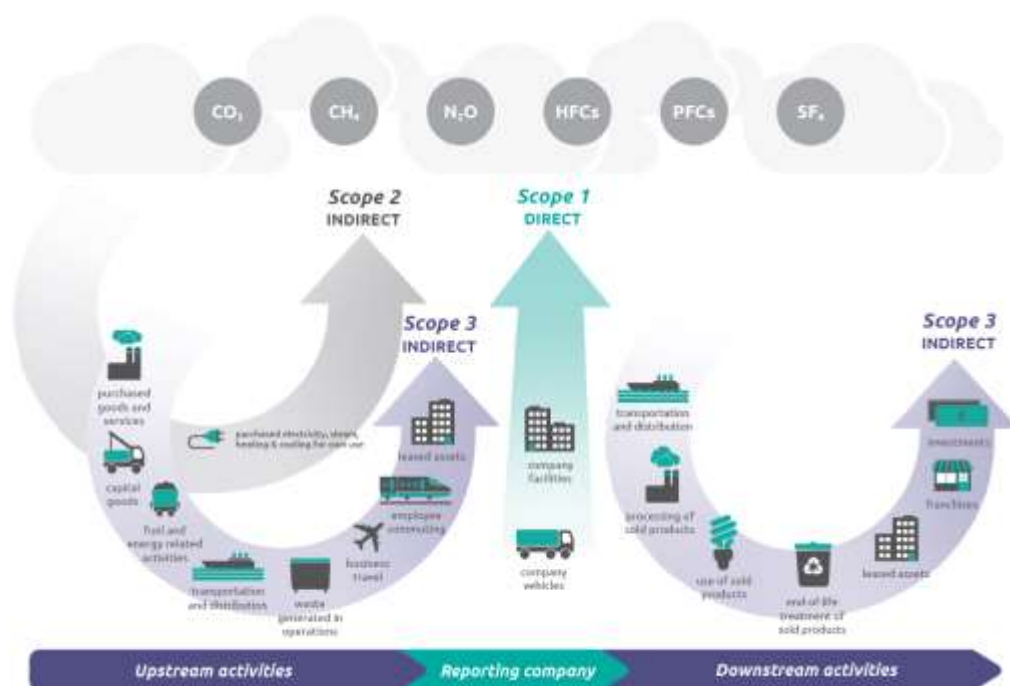 CO₂
CH₄
N₂O
HFCs
PFCs
SF₆
Scope 2
INDIRECT
Scope 1
DIRECT
Scope 3
INDIRECT
Scope 3
INDIRECT
purchased
goods and
services
purchased electricity, steam,
heating & cooling for own use
capital
goods
fuel and
energy related
activities
transportation
and distribution
waste
generated in
operations
business
travel
employee
commuting
leased assets
company
facilities
company
vehicles
transportation
and distribution
processing of
sold products
use of sold
products
end-of-life
treatment of
sold products
leased assets
franchises
investments
Upstream activities
Reporting company
Downstream activities